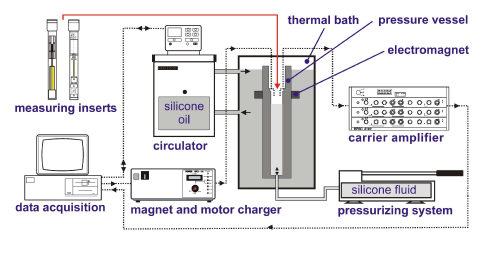 thermal bath
pressure vessel
electromagnet
measuring inserts
silicone
oil
circulator
carrier amplifier
data acquisition
magnet and motor charger
silicone fluid
pressurizing system